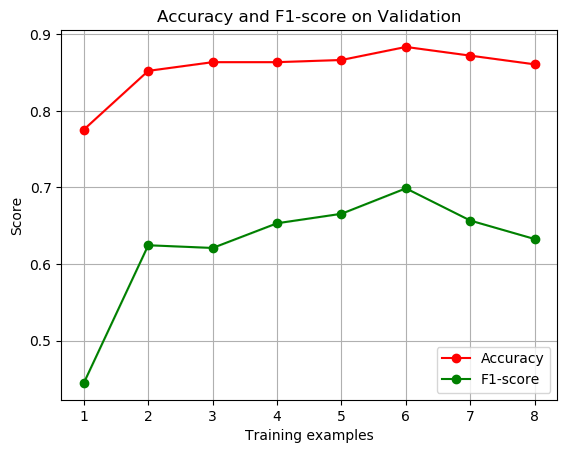 Accuracy and F1-score on Validation
0.9
0.8
0.7
0.6
0.5
Score
1 2 3 4 5 6 7 8
Training examples
Accuracy
F1-score